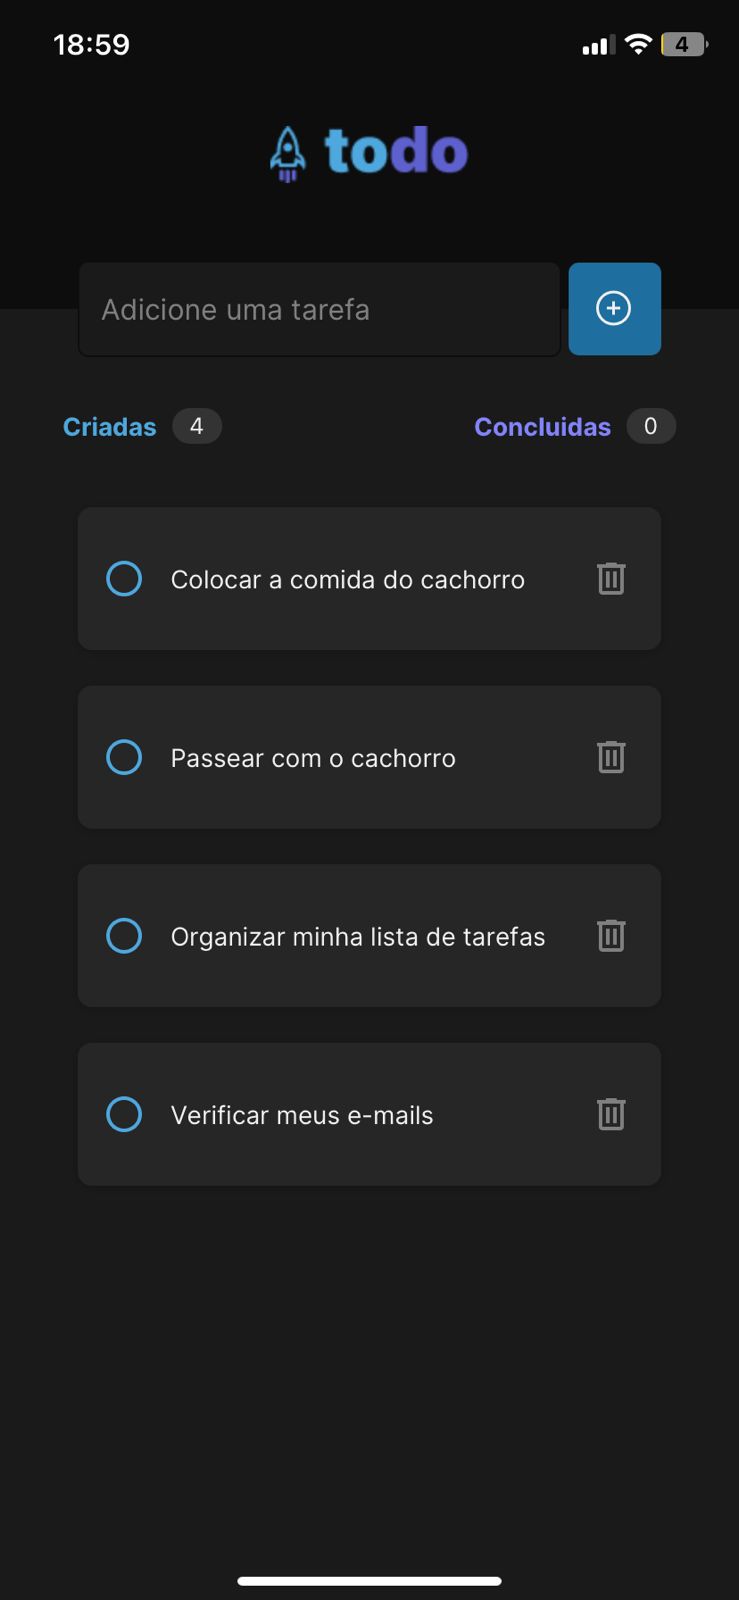 18:59
4
todo
Adicione uma tarefa
Criadas 4
Concluidas 0
Colocar a comida do cachorro
Passear com o cachorro
Organizar minha lista de tarefas
Verificar meus e-mails